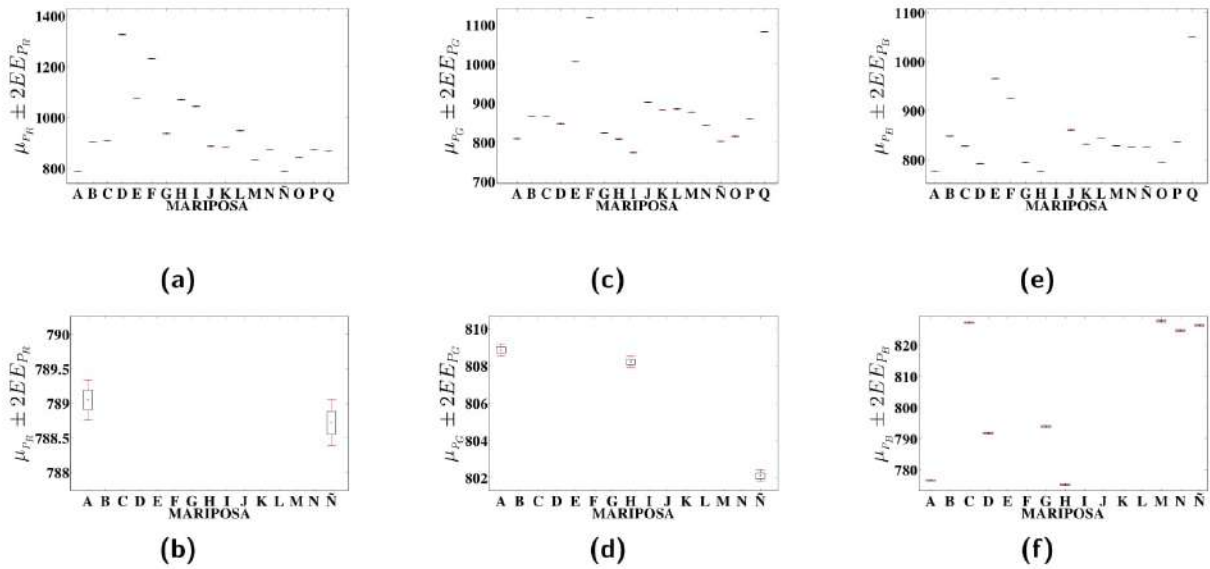 μ_{P_R} ± 2EE_{P_R}
1400
1200
1000
800
A B C D E F G H I J K L M N Ñ O P Q
MARIPOSA
(a)
μ_{P_G} ± 2EE_{P_G}
1100
1000
900
800
700
A B C D E F G H I J K L M N Ñ O P Q
MARIPOSA
(c)
μ_{P_B} ± 2EE_{P_B}
1100
1000
900
800
A B C D E F G H I J K L M N Ñ O P Q
MARIPOSA
(e)
μ_{P_R} ± 2EE_{P_R}
790
789.5
789
788.5
788
A B C D E F G H I J K L M N Ñ
MARIPOSA
(b)
μ_{P_G} ± 2EE_{P_G}
810
808
806
804
802
A B C D E F G H I J K L M N Ñ
MARIPOSA
(d)
μ_{P_B} ± 2EE_{P_B}
820
810
800
790
780
A B C D E F G H I J K L M N Ñ
MARIPOSA
(f)